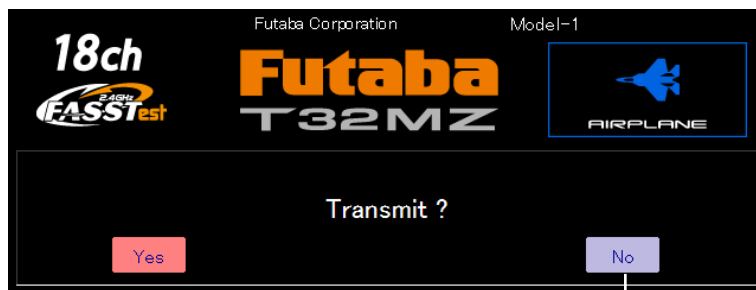 Futaba Corporation Model-1
18ch
2.4GHz
FASSTest
Futaba
T32MZ
AIRPLANE
Transmit ?
Yes No